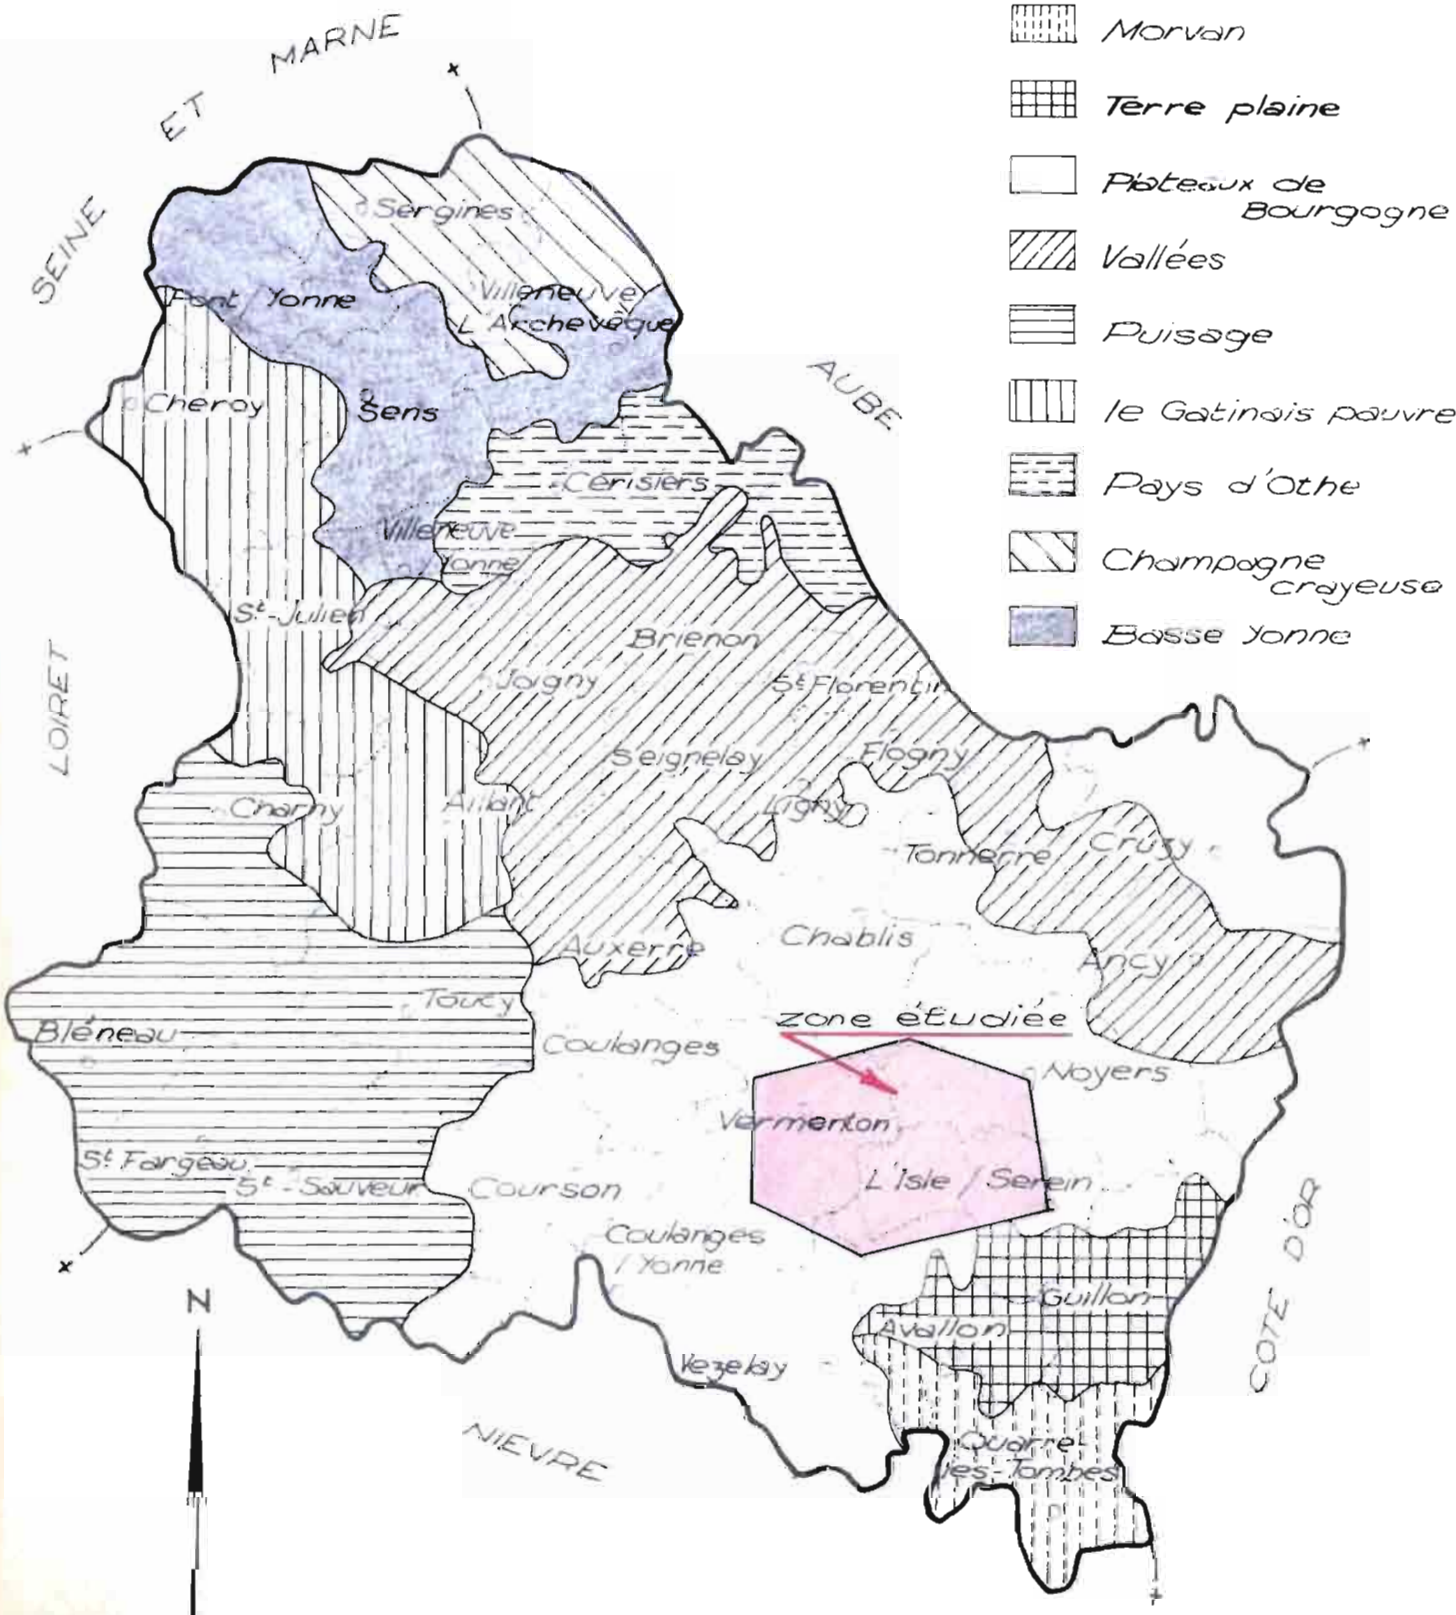 MARNE
ET
SEINE
Morvan
Terre plaine
Plateaux de
Bourgogne
Vallées
Puisage
le Gatinais pauvre
Pays d'Othe
Champagne
crayeuse
Basse Yonne
Sergines
Pont / Yonne
Villeneuve
L'Archevêque
Cheroy
Sens
AUBE
Cérisiers
Villeneuve
Yonne
St-Julien
Brienon
Joigny
St Florentin
LORET
Seignelay
Flogny
Charny
Aillant
Ligny
Tonnerre
Cruzy
Auxerre
Chablis
Ancy
Toucy
Bléneau
Coulanges
zone étudiée
Noyers
Vermenton
St Fargeau
St-Sauveur
Courson
L'Isle / Serein
Coulanges
/ Yonne
COTE D'OR
N
Guillon
Avallon
Vezelay
NIEVRE
Quarré-
les-Tombes